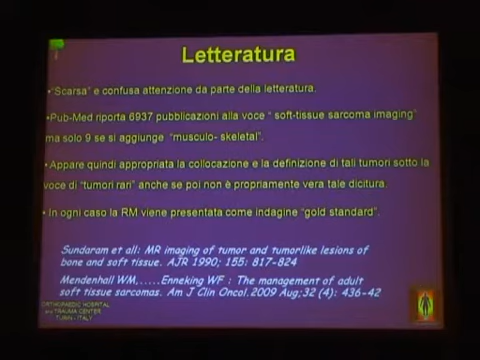 Letteratura
•"Scarsa" e confusa attenzione da parte della letteratura.
•Pub-Med riporta 6937 pubblicazioni alla voce " soft-tissue sarcoma imaging"
ma solo 9 se si aggiunge "musculo- skeletal".
• Appare quindi appropriata la collocazione e la definizione di tali tumori sotto la
voce di "tumori rari" anche se poi non è propriamente vera tale dicitura.
• In ogni caso la RM viene presentata come indagine "gold standard".
Sundaram et all: MR imaging of tumor and tumorlike lesions of
bone and soft tissue. AJR 1990; 155: 817-824
Mendenhall WM,.....Enneking WF : The management of adult
soft tissue sarcomas. Am J Clin Oncol.2009 Aug;32 (4): 436-42
ORTHOPAEDIC HOSPITAL
and TRAUMA CENTER
TURIN - ITALY